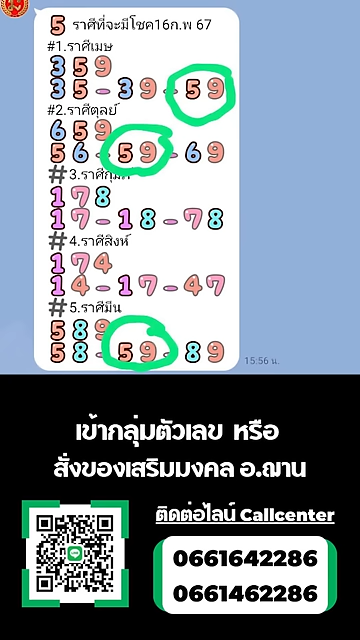 5 ราศีที่จะมีโชค16ก.พ 67
#1.ราศีเมษ
359
35-39-59
#2.ราศีตุลย์
659
56-59-69
#3.ราศีกุมภ์
178
17-18-78
#4.ราศีสิงห์
174
14-17-47
#5.ราศีมีน
589
58-59-89
15:56 น.
เข้ากลุ่มตัวเลข หรือ
สั่งของเสริมมงคล อ.ฌาน
ติดต่อไลน์ Callcenter
0661642286
0661462286